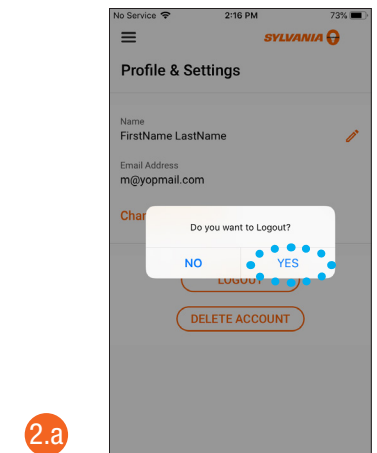 No Service 2:16 PM 73%
SYLVANIA
Profile & Settings
Name
FirstName LastName
Email Address
m@yopmail.com
Char
Do you want to Logout?
NO YES
LOGOUT
DELETE ACCOUNT
2.a